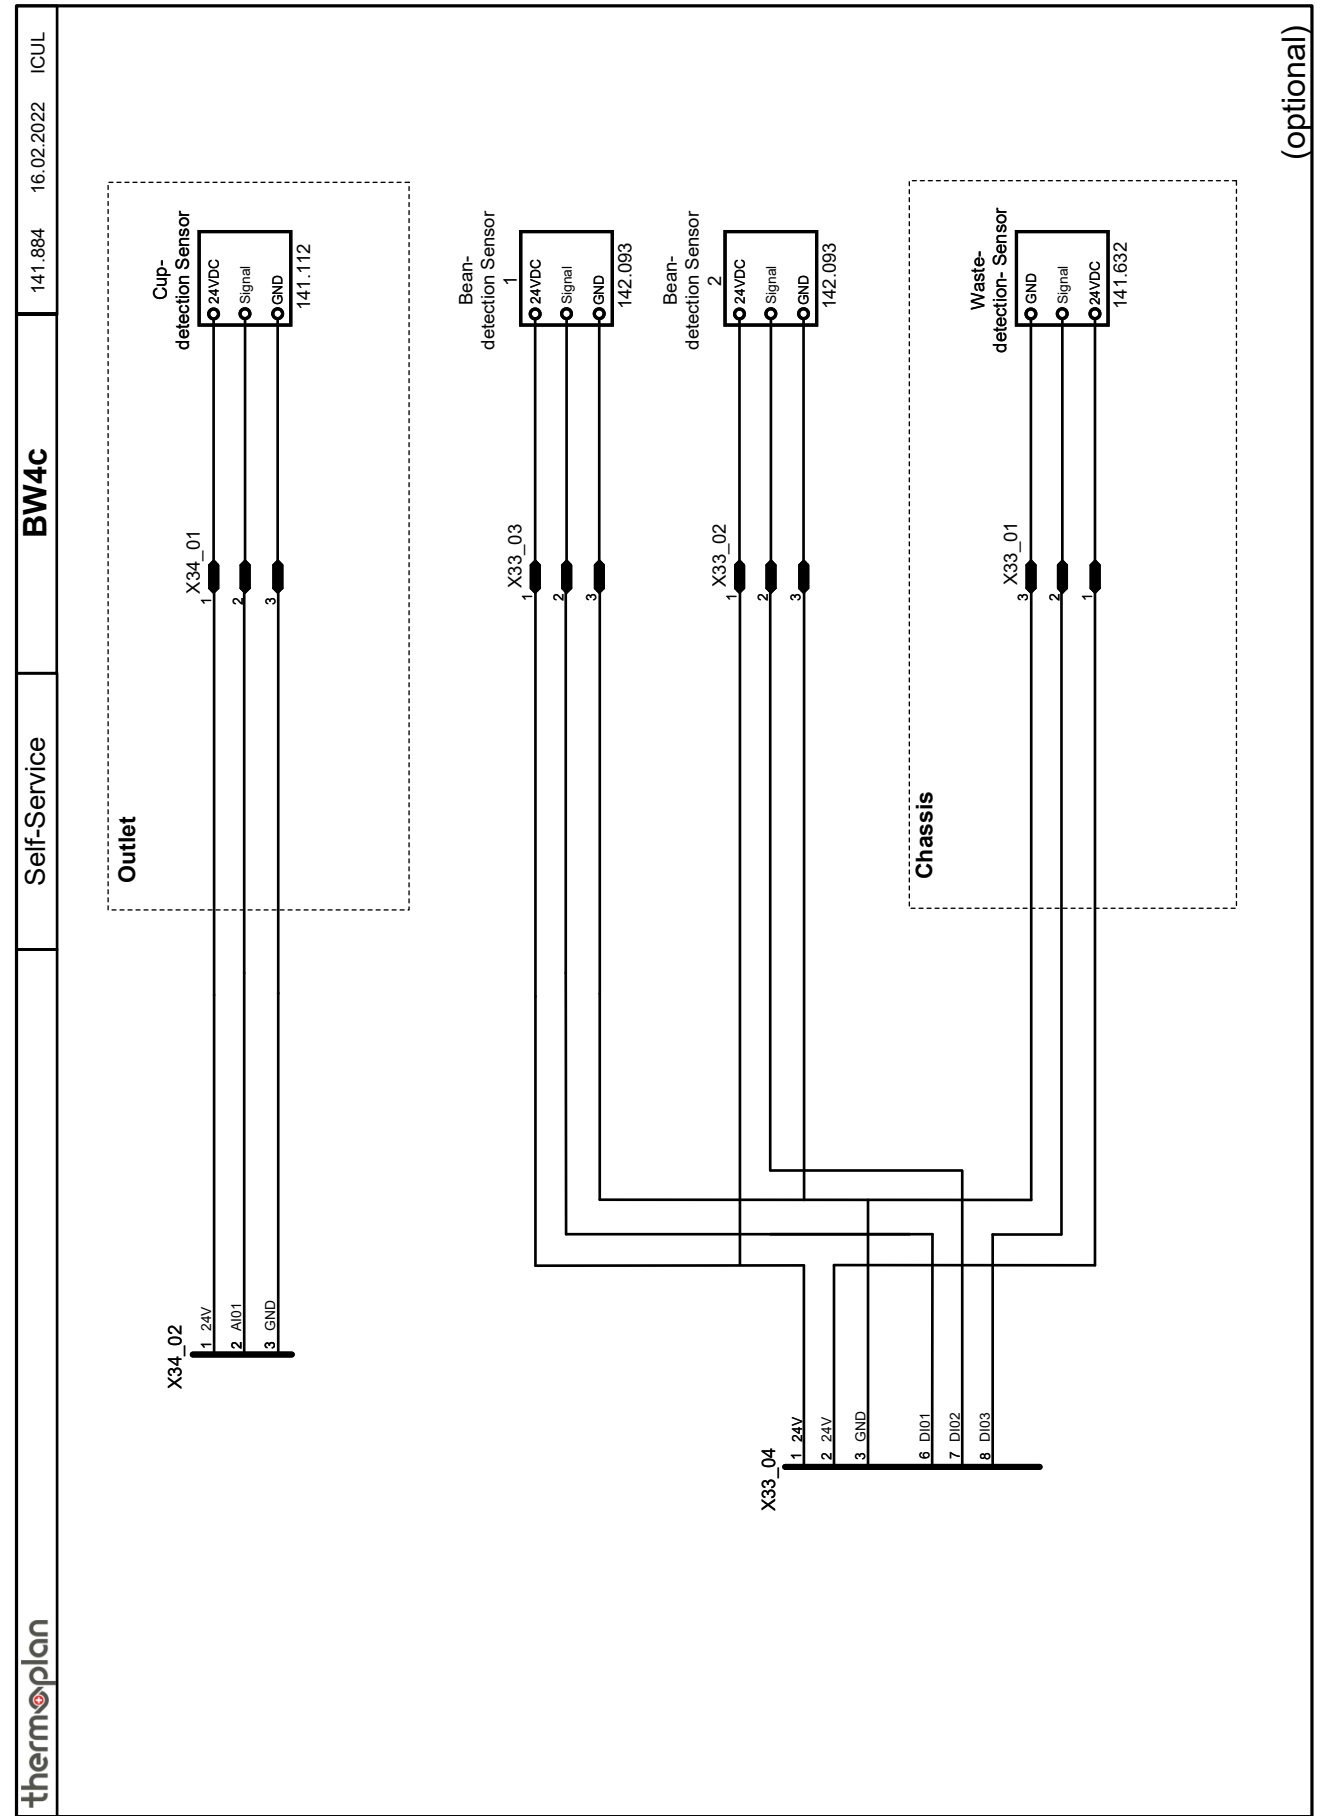 thermoplan
Self-Service
BW4c
141.884 16.02.2022 ICUL
Outlet
X34_02
1 24V
2 AI01
3 GND
X34_01
1
2
3
Cup-
detection Sensor
24VDC
Signal
GND
141.112
X33_03
1
2
3
Bean-
detection Sensor
1
24VDC
Signal
GND
142.093
X33_02
1
2
3
Bean-
detection Sensor
2
24VDC
Signal
GND
142.093
X33_04
1 24V
2 24V
3 GND
6 DI01
7 DI02
8 DI03
Chassis
X33_01
3
2
1
Waste-
detection- Sensor
GND
Signal
24VDC
141.632
(optional)